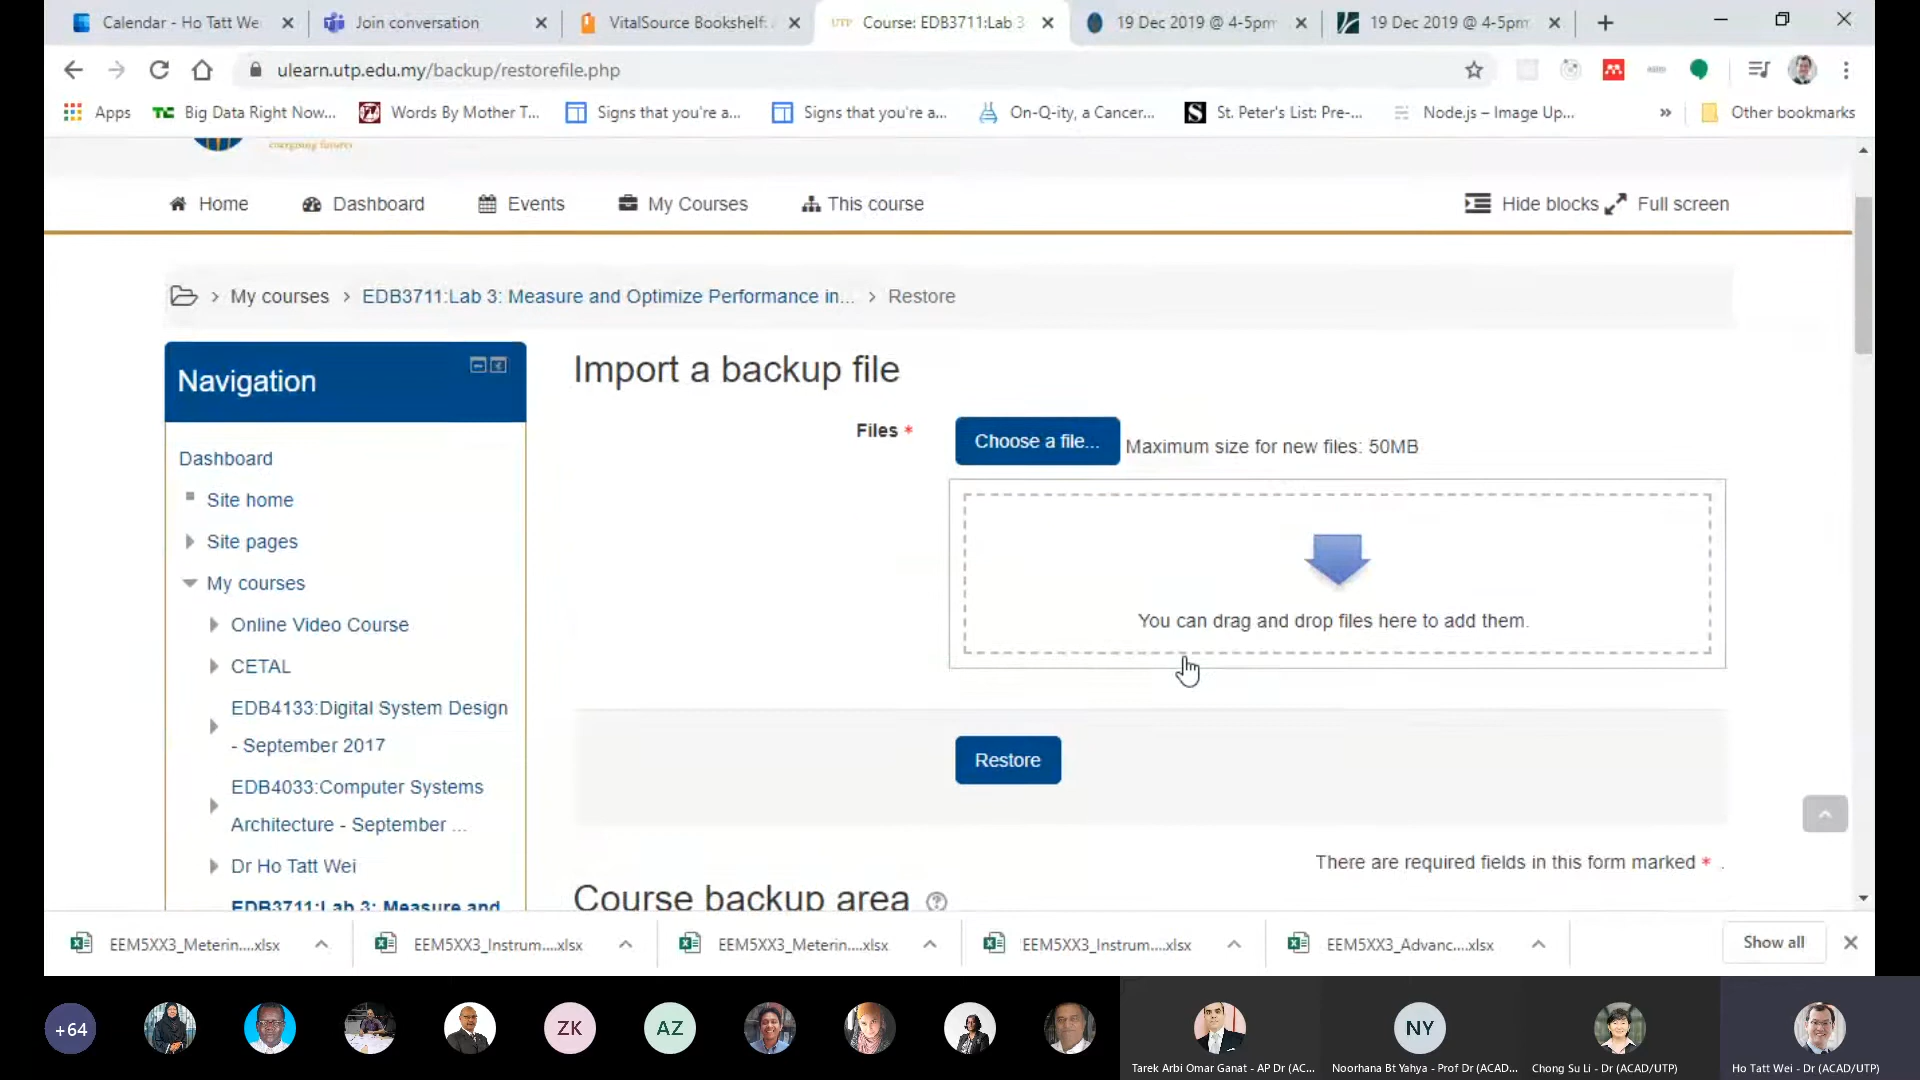 Calendar - Ho Tatt We
Join conversation
VitalSource Bookshelf:
UTP Course: EDB3711:Lab 3
19 Dec 2019 @ 4-5pm
19 Dec 2019 @ 4-5pm
ulearn.utp.edu.my/backup/restorefile.php
Apps
TC Big Data Right Now...
Words By Mother T...
Signs that you're a...
Signs that you're a...
On-Q-ity, a Cancer...
S St. Peter's List: Pre-...
Node.js – Image Up...
»
Other bookmarks
energising futures
Home
Dashboard
Events
My Courses
This course
Hide blocks
Full screen
> My courses > EDB3711:Lab 3: Measure and Optimize Performance in... > Restore
Navigation
Dashboard
Site home
Site pages
My courses
Online Video Course
CETAL
EDB4133:Digital System Design
- September 2017
EDB4033:Computer Systems
Architecture - September ...
Dr Ho Tatt Wei
EDB3711:Lab 3: Measure and
Import a backup file
Files *
Choose a file...
Maximum size for new files: 50MB
You can drag and drop files here to add them.
Restore
There are required fields in this form marked * .
Course backup area
EEM5XX3_Meterin....xlsx
EEM5XX3_Instrum....xlsx
EEM5XX3_Meterin....xlsx
EEM5XX3_Instrum....xlsx
EEM5XX3_Advanc....xlsx
Show all
+64
ZK
AZ
NY
Tarek Arbi Omar Ganat - AP Dr (AC...
Noorhana Bt Yahya - Prof Dr (ACAD...
Chong Su Li - Dr (ACAD/UTP)
Ho Tatt Wei - Dr (ACAD/UTP)